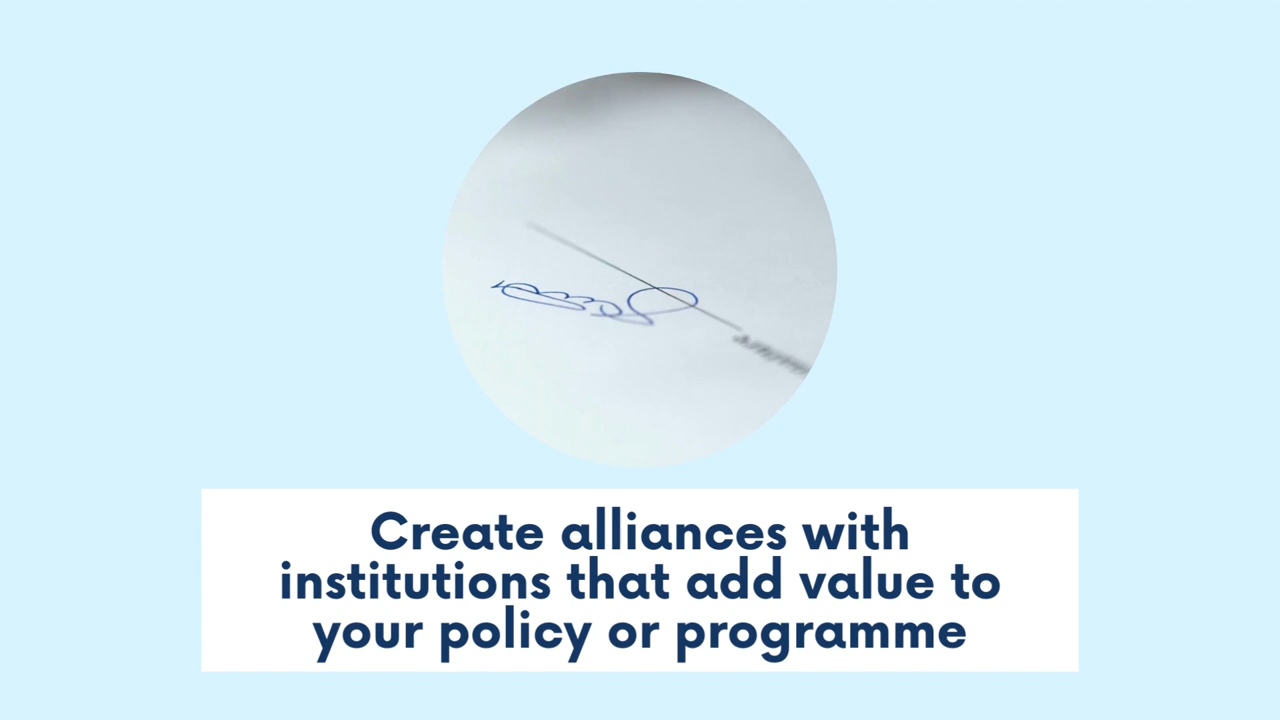 Create alliances with
institutions that add value to
your policy or programme